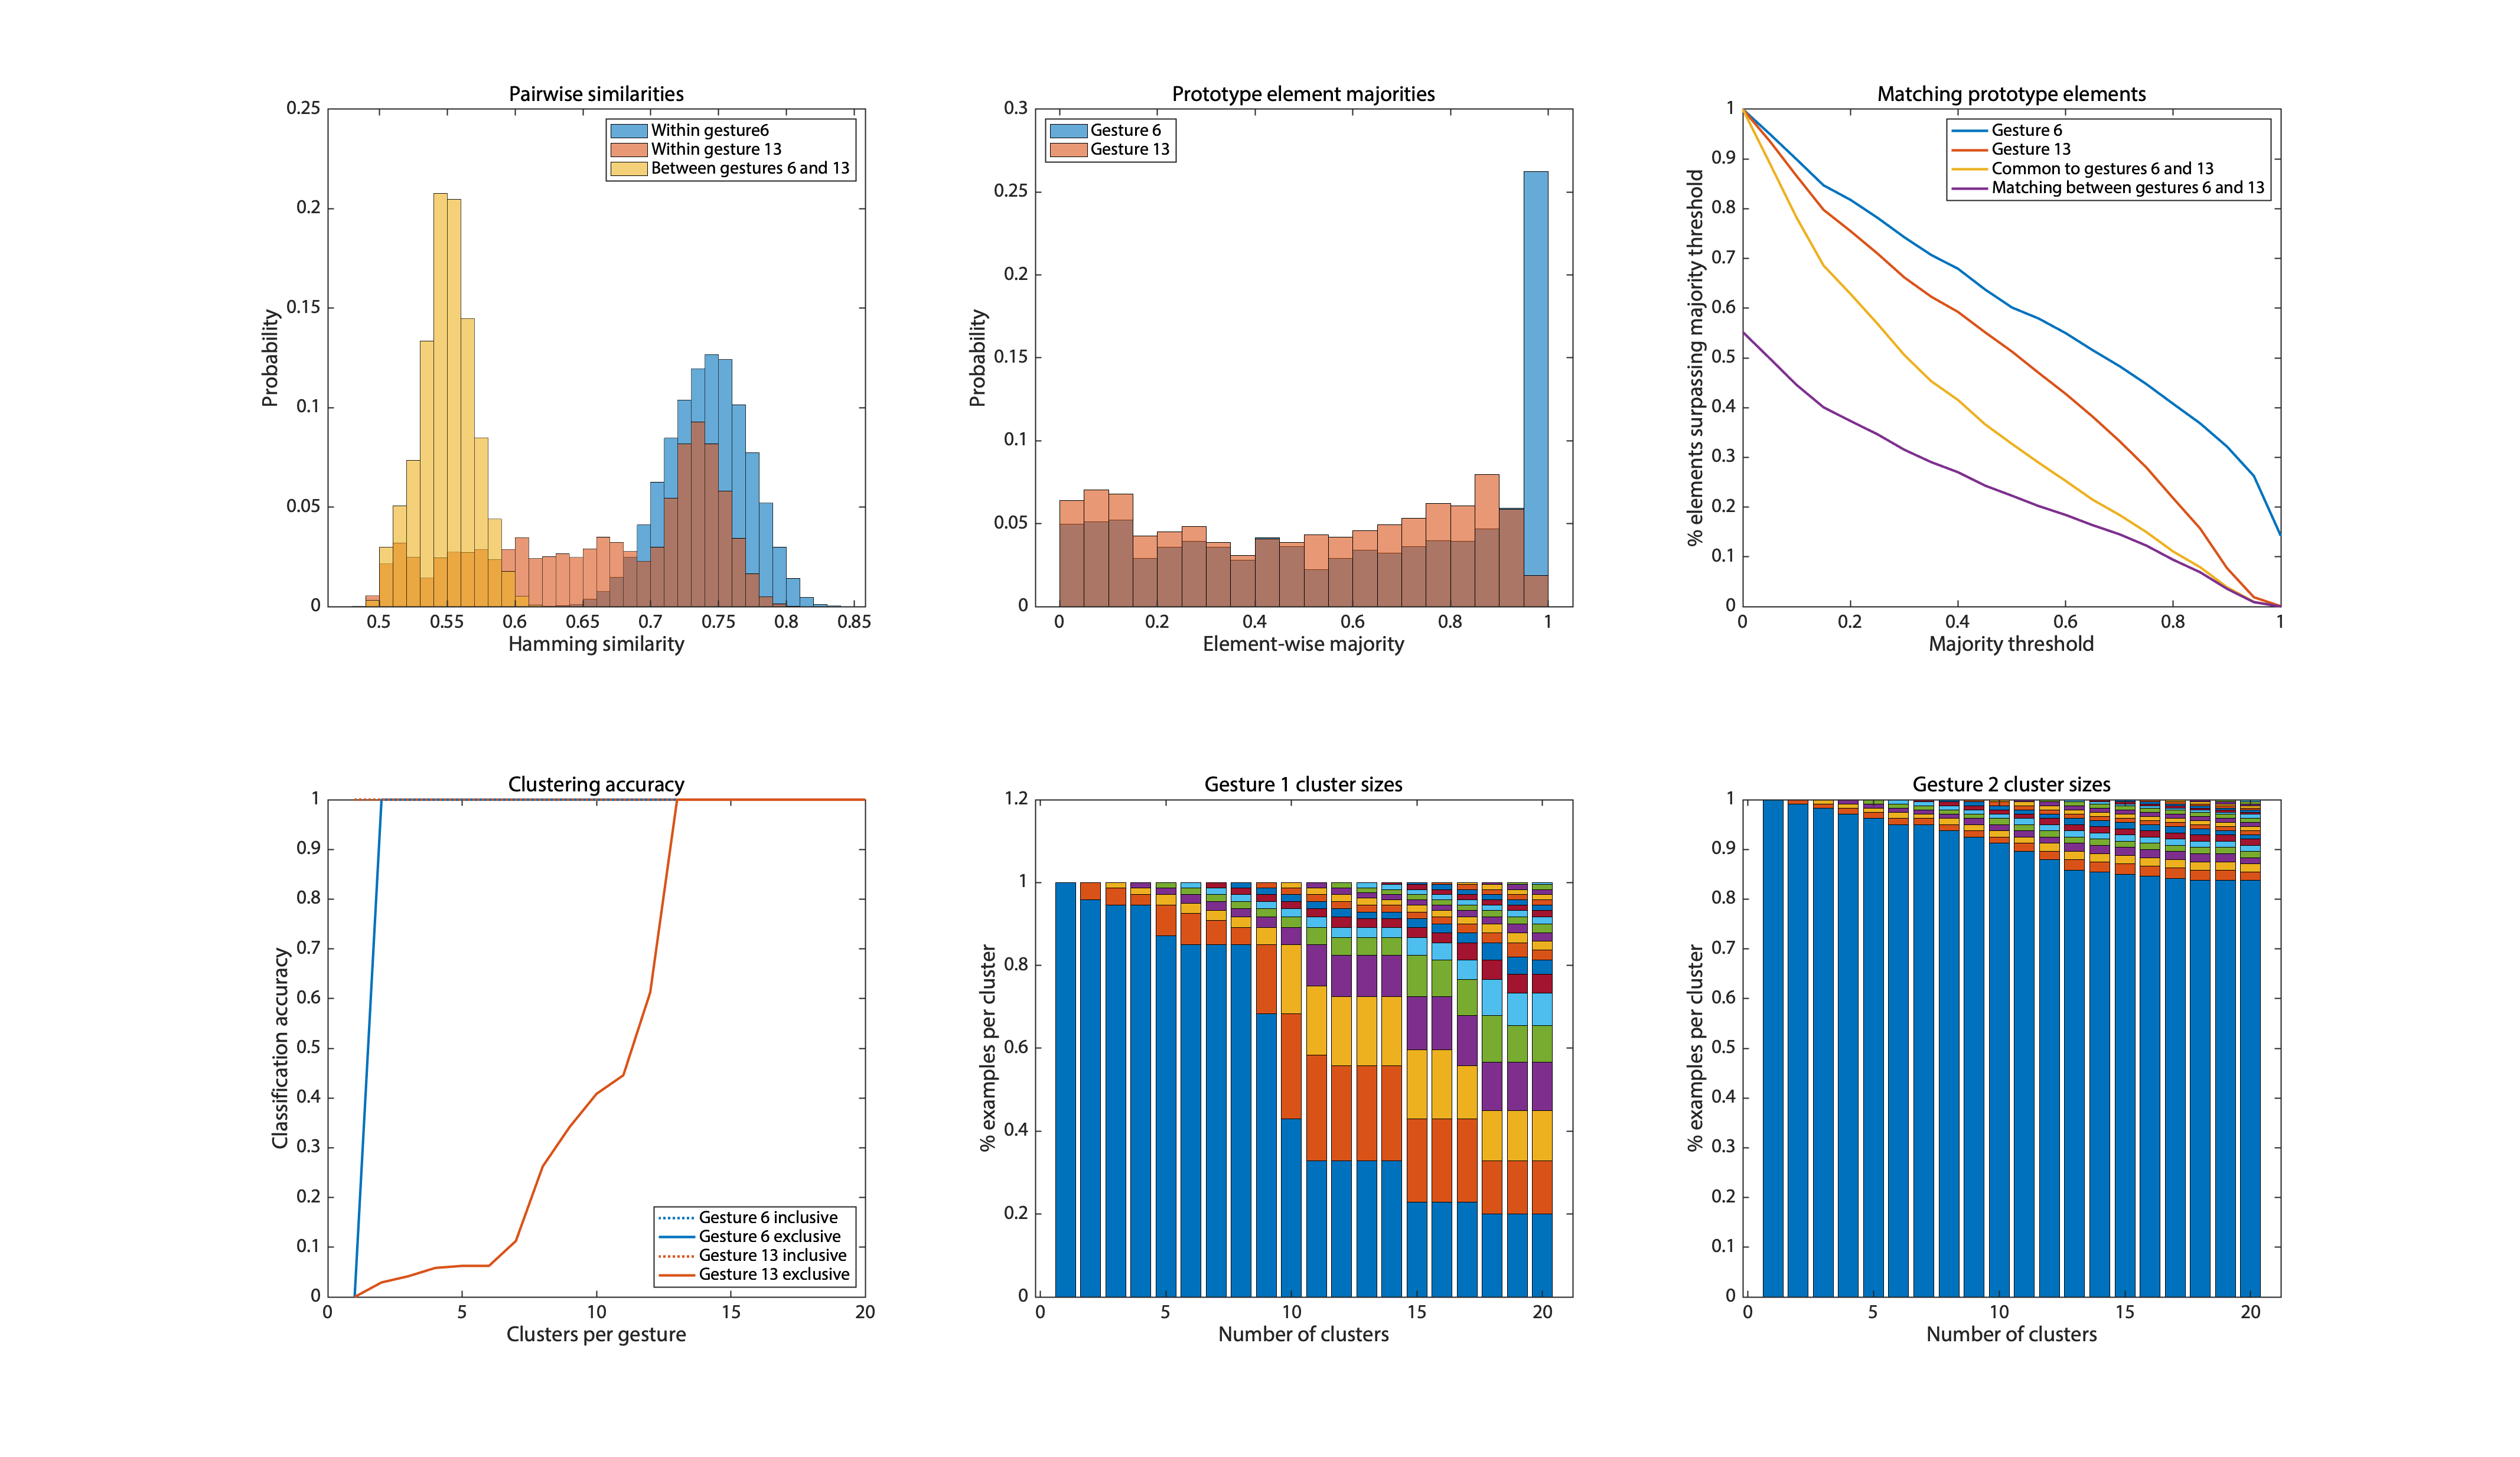 Pairwise similarities
0.25
0.2
0.15
0.1
0.05
0
Probability
Within gesture6
Within gesture 13
Between gestures 6 and 13
0.5 0.55 0.6 0.65 0.7 0.75 0.8 0.85
Hamming similarity
Prototype element majorities
0.3
0.25
0.2
0.15
0.1
0.05
0
Probability
Gesture 6
Gesture 13
0 0.2 0.4 0.6 0.8 1
Element-wise majority
Matching prototype elements
1
0.9
0.8
0.7
0.6
0.5
0.4
0.3
0.2
0.1
0
% elements surpassing majority threshold
Gesture 6
Gesture 13
Common to gestures 6 and 13
Matching between gestures 6 and 13
0 0.2 0.4 0.6 0.8 1
Majority threshold
Clustering accuracy
1
0.9
0.8
0.7
0.6
0.5
0.4
0.3
0.2
0.1
0
Classification accuracy
Gesture 6 inclusive
Gesture 6 exclusive
Gesture 13 inclusive
Gesture 13 exclusive
0 5 10 15 20
Clusters per gesture
Gesture 1 cluster sizes
1.2
1
0.8
0.6
0.4
0.2
0
% examples per cluster
0 5 10 15 20
Number of clusters
Gesture 2 cluster sizes
1
0.9
0.8
0.7
0.6
0.5
0.4
0.3
0.2
0.1
0
% examples per cluster
0 5 10 15 20
Number of clusters